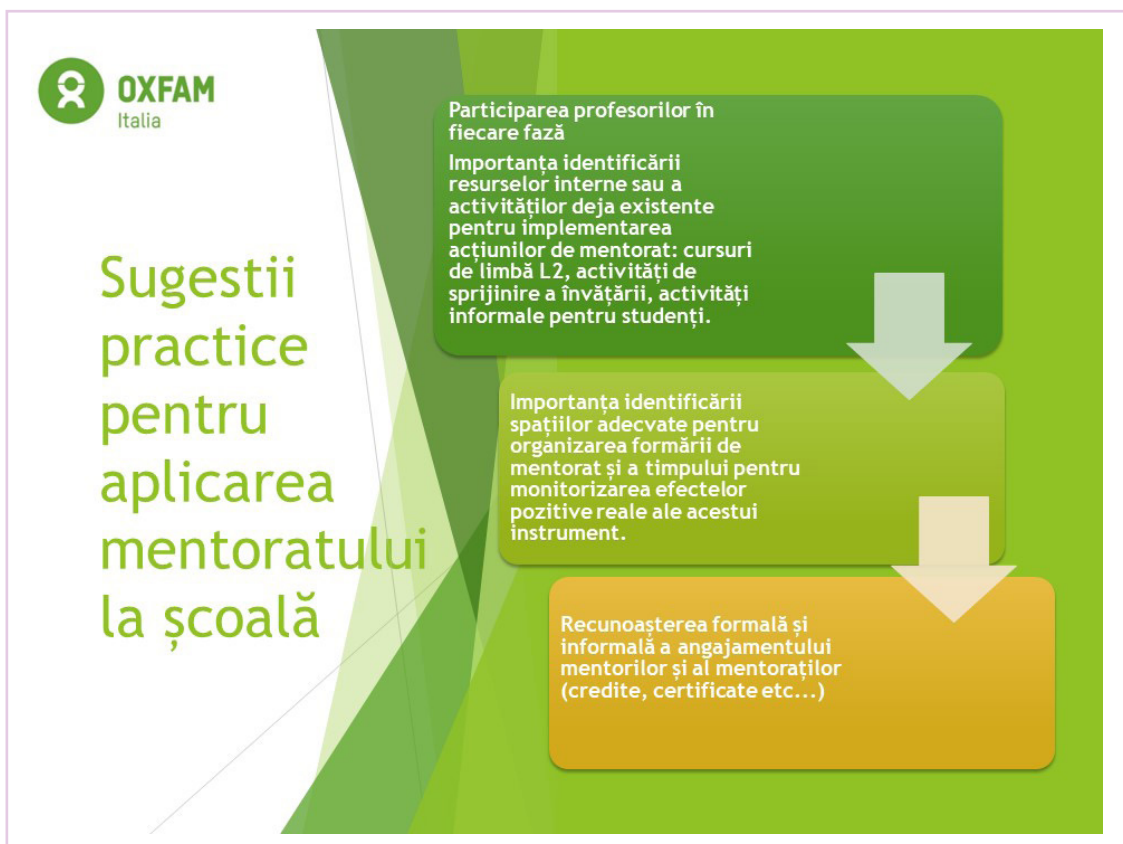 OXFAM
Italia
Sugestii
practice
pentru
aplicarea
mentoratului
la școală
Participarea profesorilor în
fiecare fază
Importanța identificării
resurselor interne sau a
activităților deja existente
pentru implementarea
acțiunilor de mentorat: cursuri
de limbă L2, activități de
sprijinire a învățării, activități
informale pentru studenți.
Importanța identificării
spațiilor adecvate pentru
organizarea formării de
mentorat și a timpului pentru
monitorizarea efectelor
pozitive reale ale acestui
instrument.
Recunoașterea formală și
informală a angajamentului
mentorilor și al mentoraților
(credite, certificate etc...)